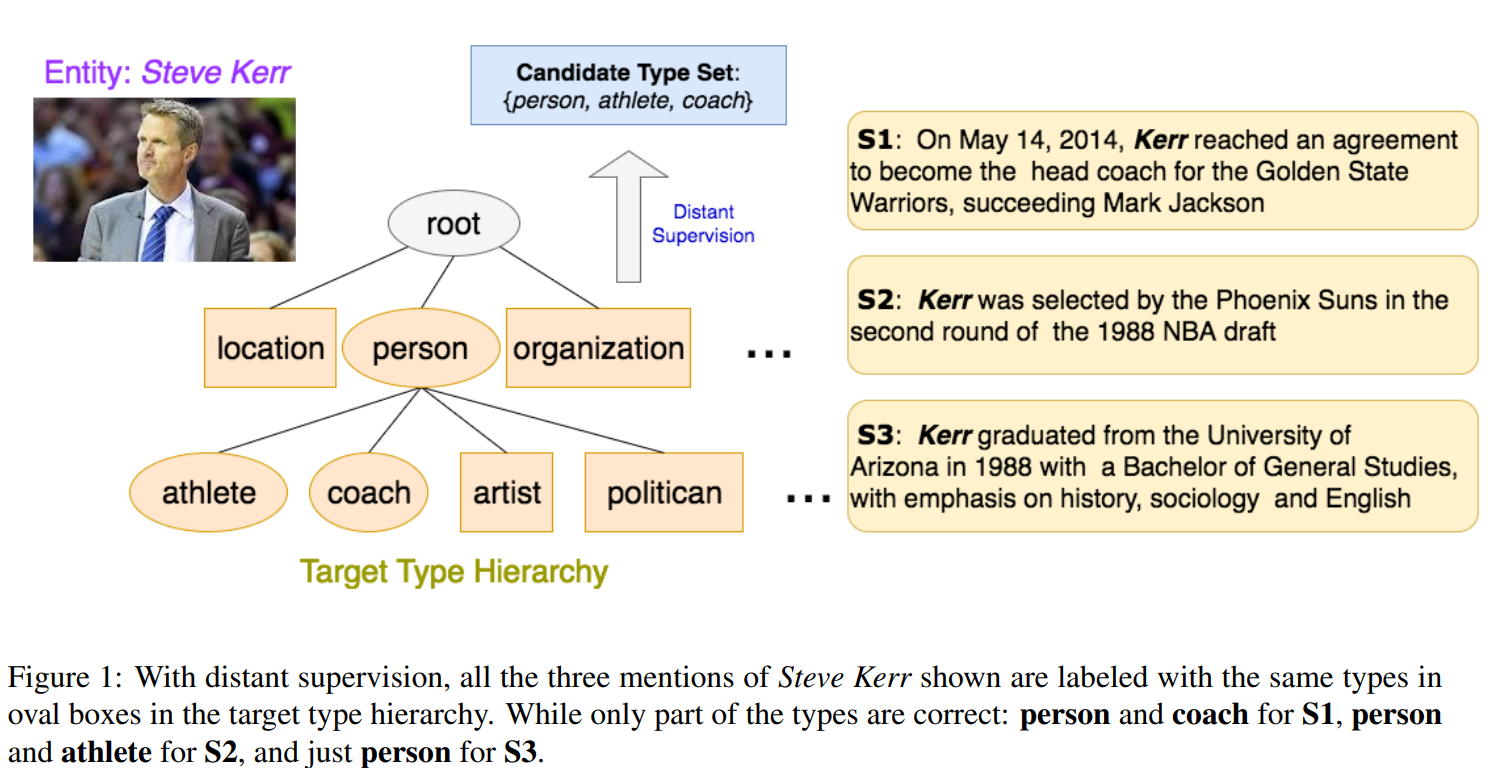 Entity: Steve Kerr
Candidate Type Set:
{person, athlete, coach}
Distant
Supervision
root
location
person
organization
...
athlete
coach
artist
politican
...
Target Type Hierarchy
S1: On May 14, 2014, Kerr reached an agreement
to become the head coach for the Golden State
Warriors, succeeding Mark Jackson
S2: Kerr was selected by the Phoenix Suns in the
second round of the 1988 NBA draft
S3: Kerr graduated from the University of
Arizona in 1988 with a Bachelor of General Studies,
with emphasis on history, sociology and English
Figure 1: With distant supervision, all the three mentions of Steve Kerr shown are labeled with the same types in
oval boxes in the target type hierarchy. While only part of the types are correct: person and coach for S1, person
and athlete for S2, and just person for S3.